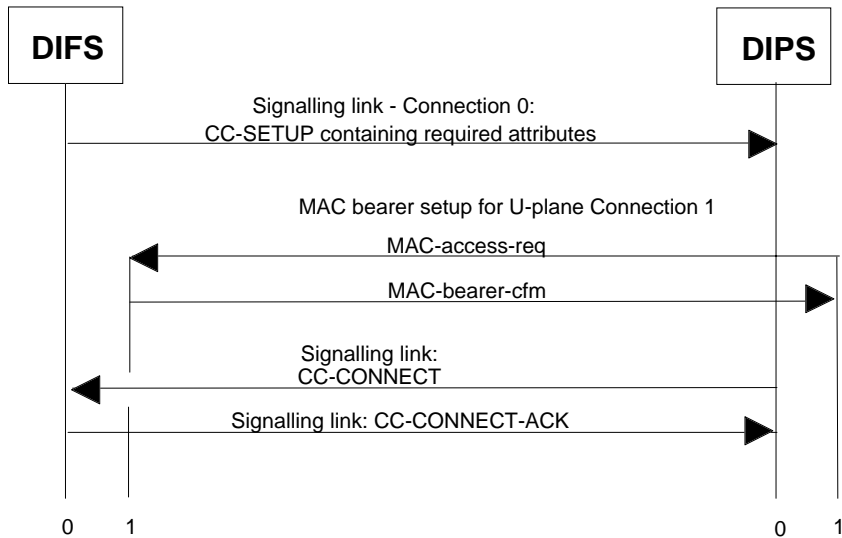 DIFS
DIPS
Signalling link - Connection 0:
CC-SETUP containing required attributes
MAC bearer setup for U-plane Connection 1
MAC-access-req
MAC-bearer-cfm
Signalling link:
CC-CONNECT
Signalling link: CC-CONNECT-ACK
0 1 0 1